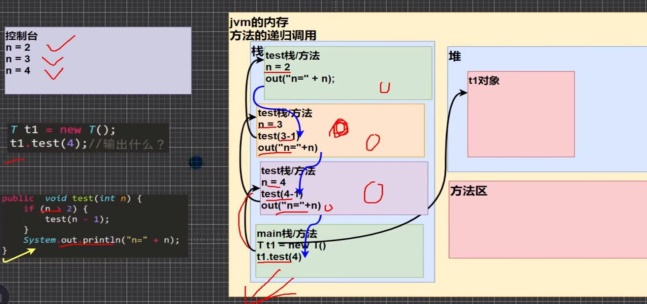 控制台
n = 2
n = 3
n = 4
T t1 = new T();
t1.test(4);//输出什么？
public void test(int n) {
if (n > 2) {
test(n - 1);
}
System.out.println("n=" + n);
}
jvm的内存
方法的递归调用
栈
test栈/方法
n = 2
out("n=" + n);
test栈/方法
n = 3
test(3-1)
out("n="+n)
test栈/方法
n = 4
test(4-1)
out("n="+n)
main栈/方法
T t1 = new T()
t1.test(4)
堆
t1对象
方法区